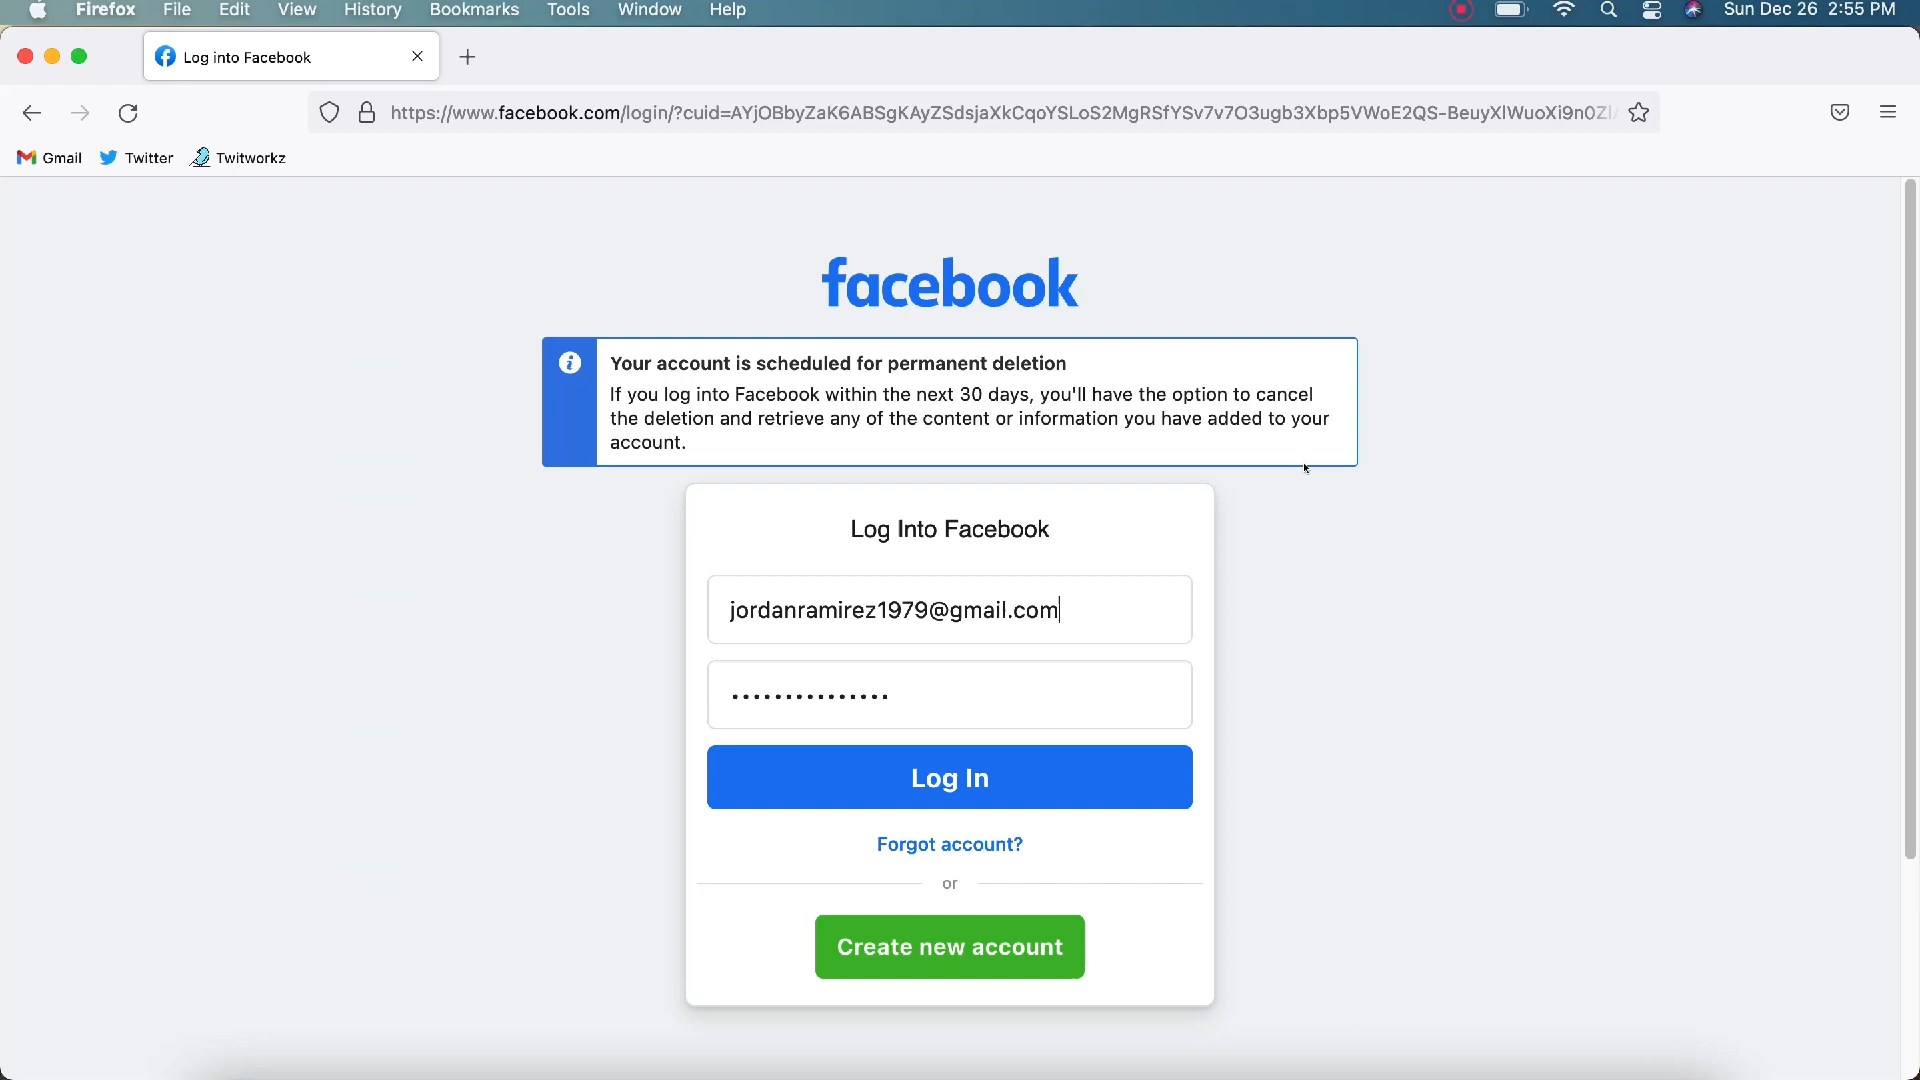 Firefox File Edit View History Bookmarks Tools Window Help Sun Dec 26 2:55 PM
Log into Facebook
https://www.facebook.com/login/?cuid=AYjOBbyZaK6ABSgKAyZSdsjaXkCqoYSLoS2MgRSfYSv7v7O3ugb3Xbp5VWoE2QS-BeuyXlWuoXi9n0Zl
Gmail Twitter Twitworkz
facebook
Your account is scheduled for permanent deletion
If you log into Facebook within the next 30 days, you'll have the option to cancel
the deletion and retrieve any of the content or information you have added to your
account.
Log Into Facebook
jordanramirez1979@gmail.com
•••••••••••••••
Log In
Forgot account?
or
Create new account